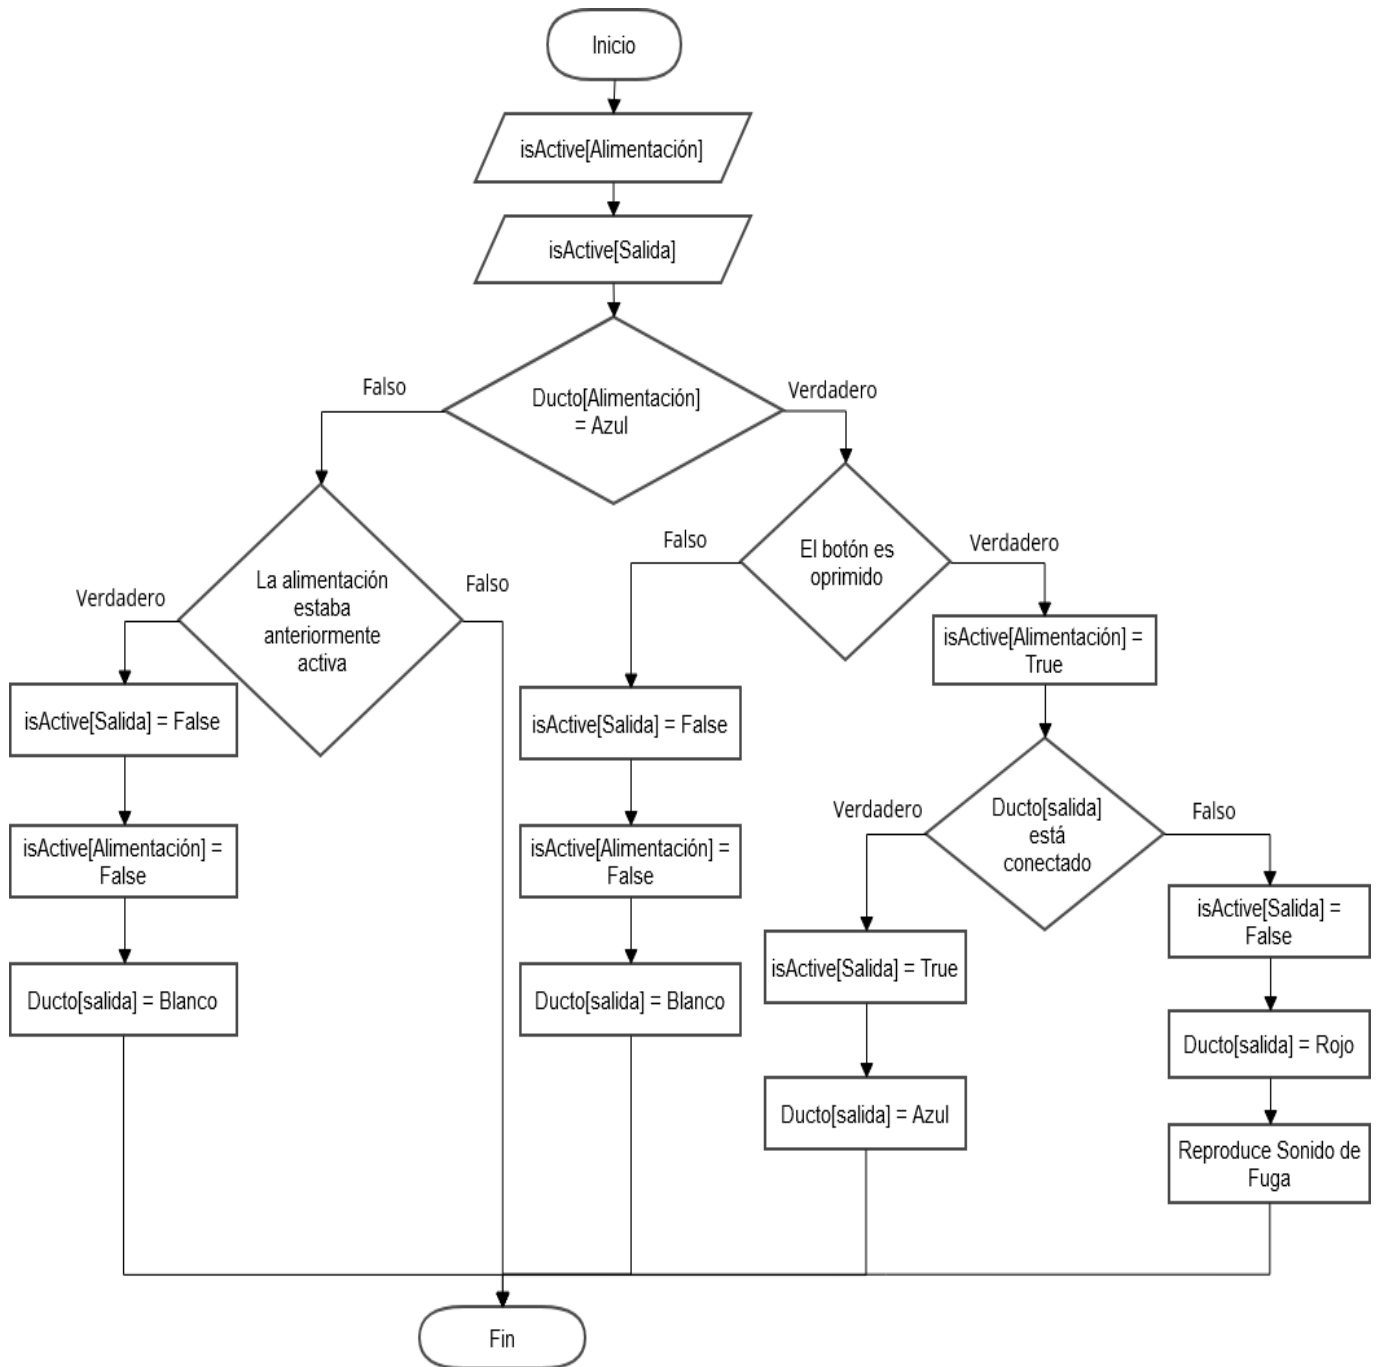 Inicio
isActive[Alimentación]
isActive[Salida]
Ducto[Alimentación]
= Azul
Falso
Verdadero
La alimentación
estaba
anteriormente
activa
Verdadero
Falso
isActive[Salida] = False
isActive[Alimentación] =
False
Ducto[salida] = Blanco
El botón es
oprimido
Falso
Verdadero
isActive[Salida] = False
isActive[Alimentación] =
False
Ducto[salida] = Blanco
isActive[Alimentación] =
True
Ducto[salida]
está
conectado
Verdadero
Falso
isActive[Salida] = True
Ducto[salida] = Azul
isActive[Salida] =
False
Ducto[salida] = Rojo
Reproduce Sonido de
Fuga
Fin